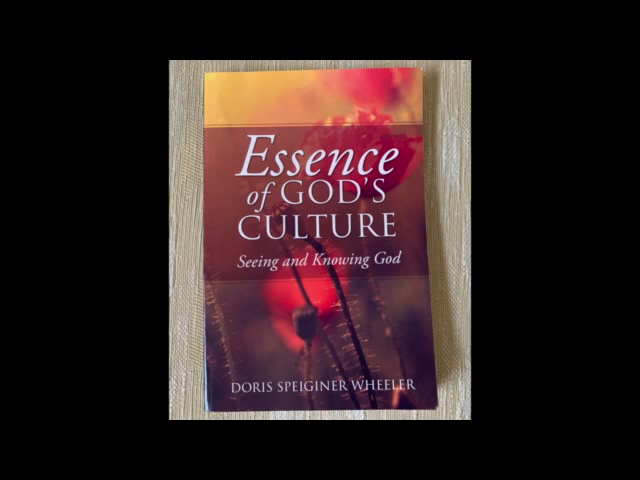 Essence
of GOD'S
CULTURE
Seeing and Knowing God
DORIS SPEIGINER WHEELER